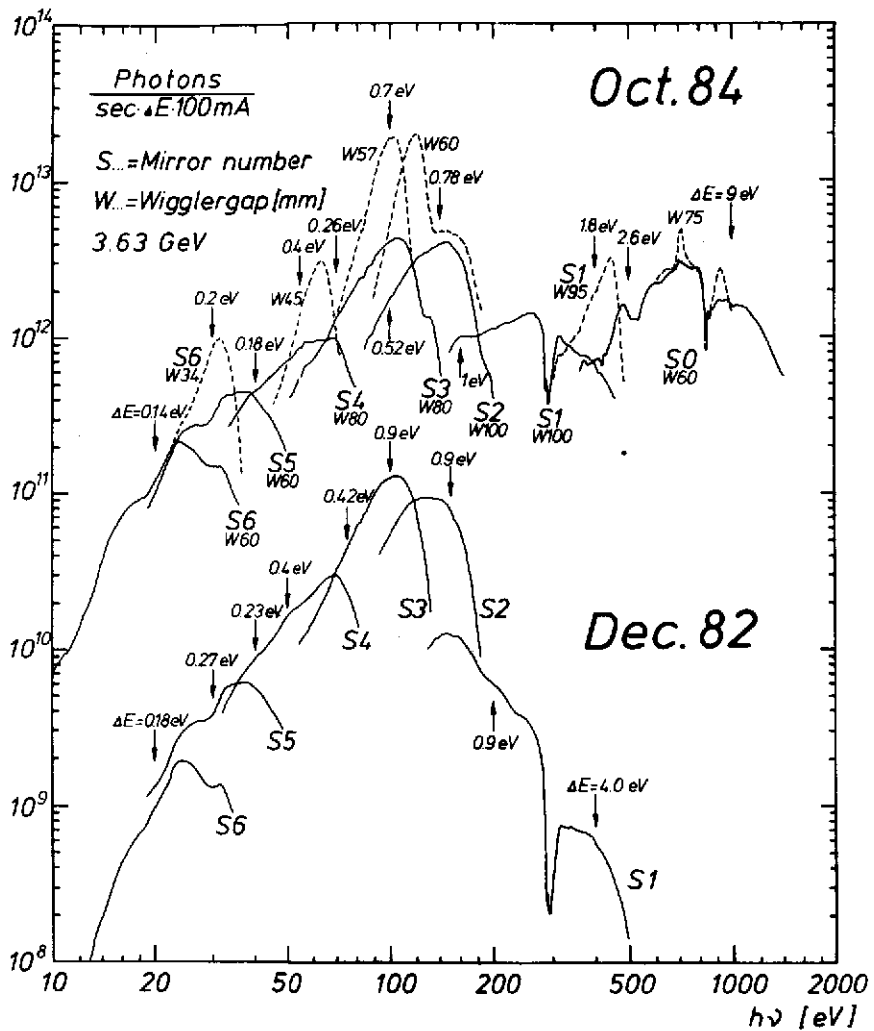 10^14
10^13
10^12
10^11
10^10
10^9
10^8
Photons
sec·ΔE·100mA
S...=Mirror number
W...=Wigglergap [mm]
3.63 GeV
Oct. 84
0.7 eV
W57
W60
0.78 eV
0.26 eV
0.4 eV
W45
0.2 eV
S6
W34
0.18 eV
ΔE=0.14eV
S5
W60
S6
W60
S4
W80
0.52 eV
S3
W80
S2
W100
1eV
S1
W100
S1
W95
1.8 eV
2.6 eV
W75
ΔE=9 eV
S0
W60
Dec. 82
0.9 eV
0.9 eV
0.42 eV
0.4 eV
0.23 eV
0.27 eV
ΔE=0.18eV
S6
S5
S4
S3
S2
0.9 eV
ΔE=4.0 eV
S1
10 20 50 100 200 500 1000 2000
hν [eV]